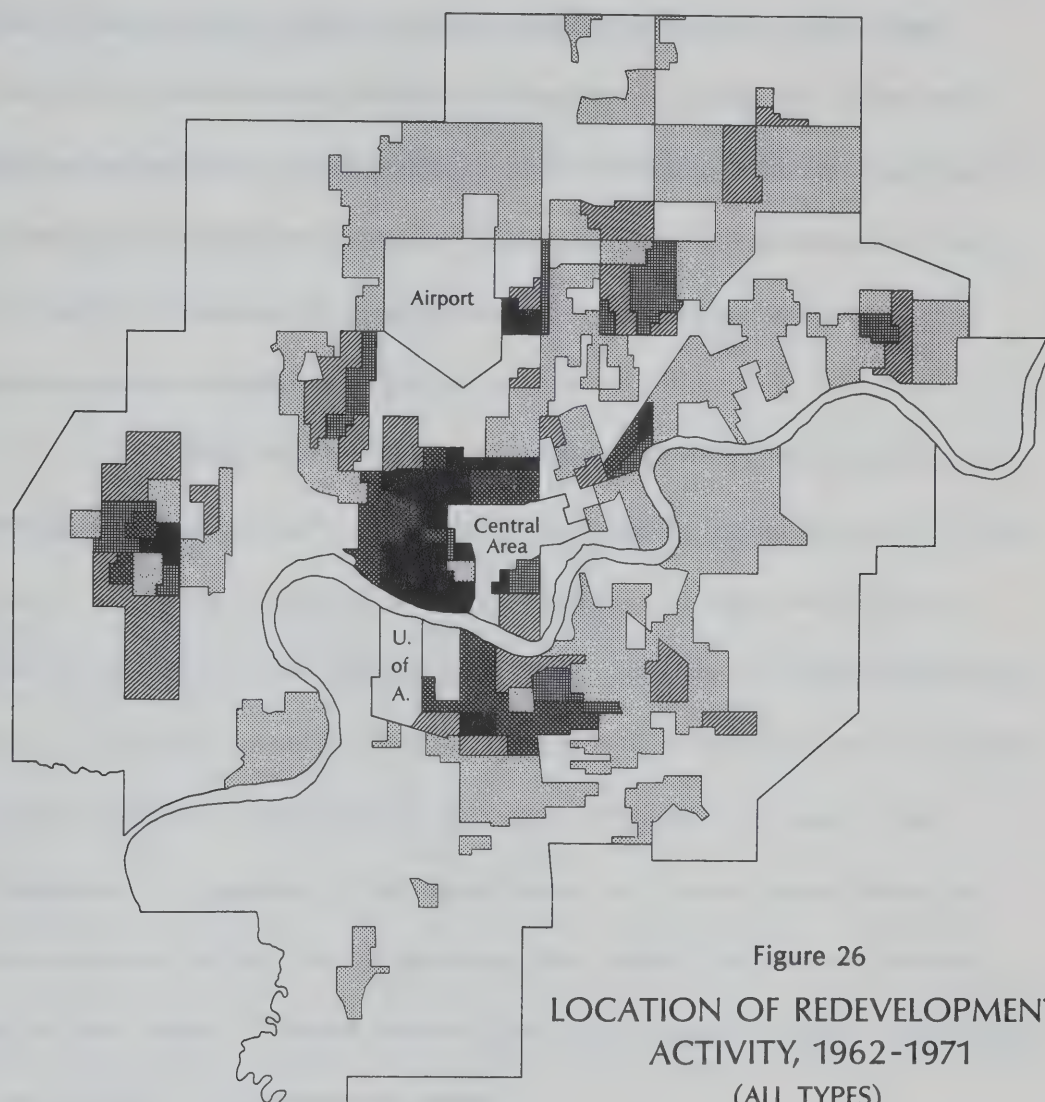 Airport
Central
Area
U.
of
A.
Figure 26
LOCATION OF REDEVELOPMENT
ACTIVITY, 1962-1971
(ALL TYPES)